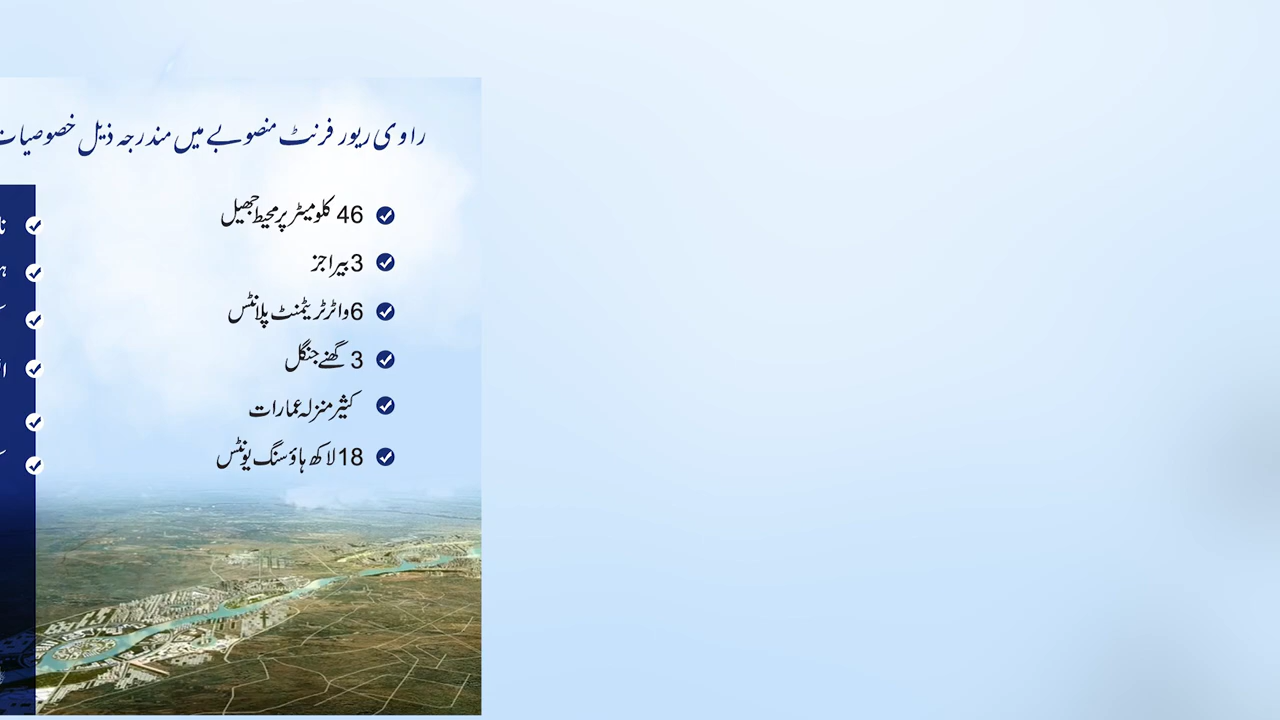 راوی ریور فرنٹ منصوبے میں مندرجہ ذیل خصوصیات
46 کلومیٹر پر محیط جھیل
3 بیراجز
6 واٹر ٹریٹمنٹ پلانٹس
3 گھنے جنگل
کثیر منزلہ عمارات
18 لاکھ ہاؤسنگ یونٹس